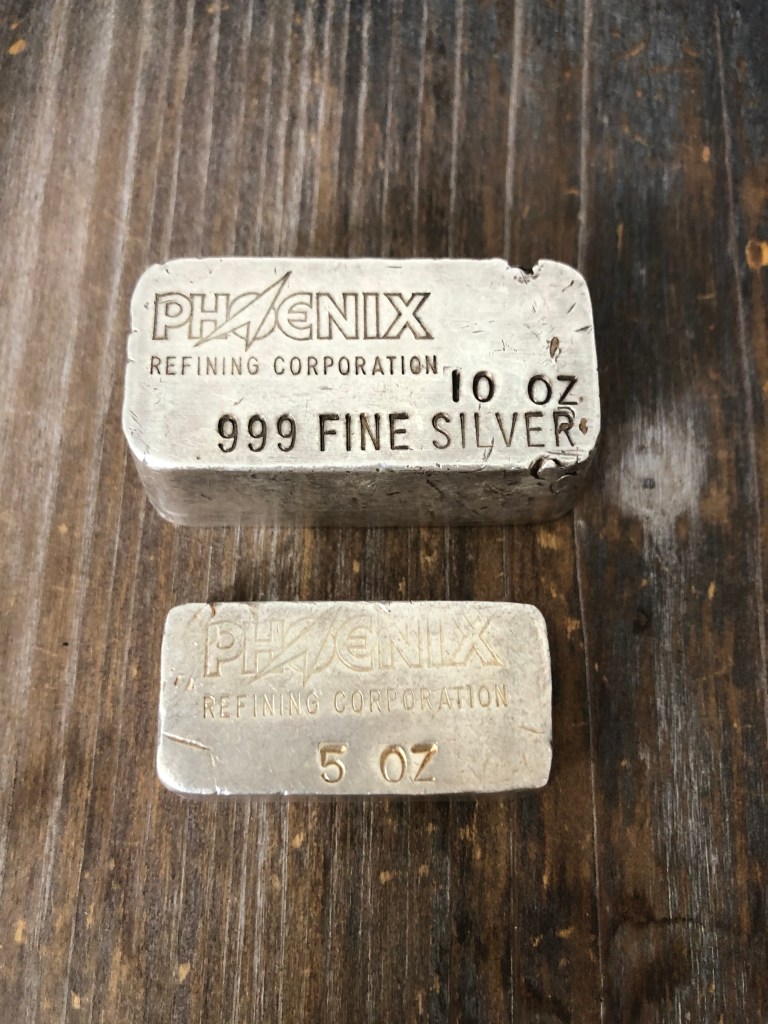 PHOENIX
REFINING CORPORATION
10 OZ
999 FINE SILVER
PHOENIX
REFINING CORPORATION
5 OZ